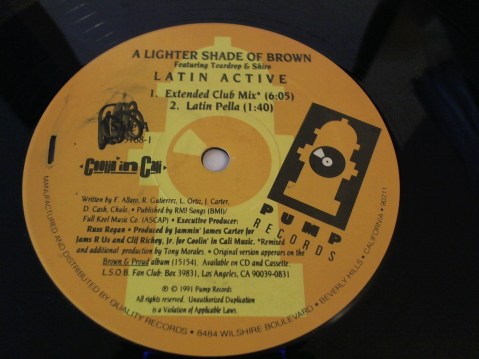 A LIGHTER SHADE OF BROWN
Featuring Teardrop & Shiro
LATIN ACTIVE
1. Extended Club Mix* (6:05)
2. Latin Pella (1:40)
A
168-1
Coolin' in Cali
PUMP
RECORDS
Written by F. Allaro, R. Gutierrez, L. Ortiz, J. Carter,
D. Cash, Chule. • Published by RMI Songs (BMI)/
Full Keel Music Co. (ASCAP) • Executive Producer:
Russ Regan • Produced by Jammin' James Carter for
Jams R Us and Clif Richey, Jr. for Coolin' in Cali Music. *Remixed
and additional production by Tony Morales. • Original version appears on the
Brown & Proud album (15154). Available on CD and Cassette
L.S.O.B. Fan Club: Box 39831, Los Angeles, CA 90039-0831
℗ © 1991 Pump Records
All rights reserved. Unauthorized Duplication
is a Violation of Applicable Laws.
MANUFACTURED AND DISTRIBUTED BY QUALITY RECORDS • 8484 WILSHIRE BOULEVARD • BEVERLY HILLS • CALIFORNIA • 90211